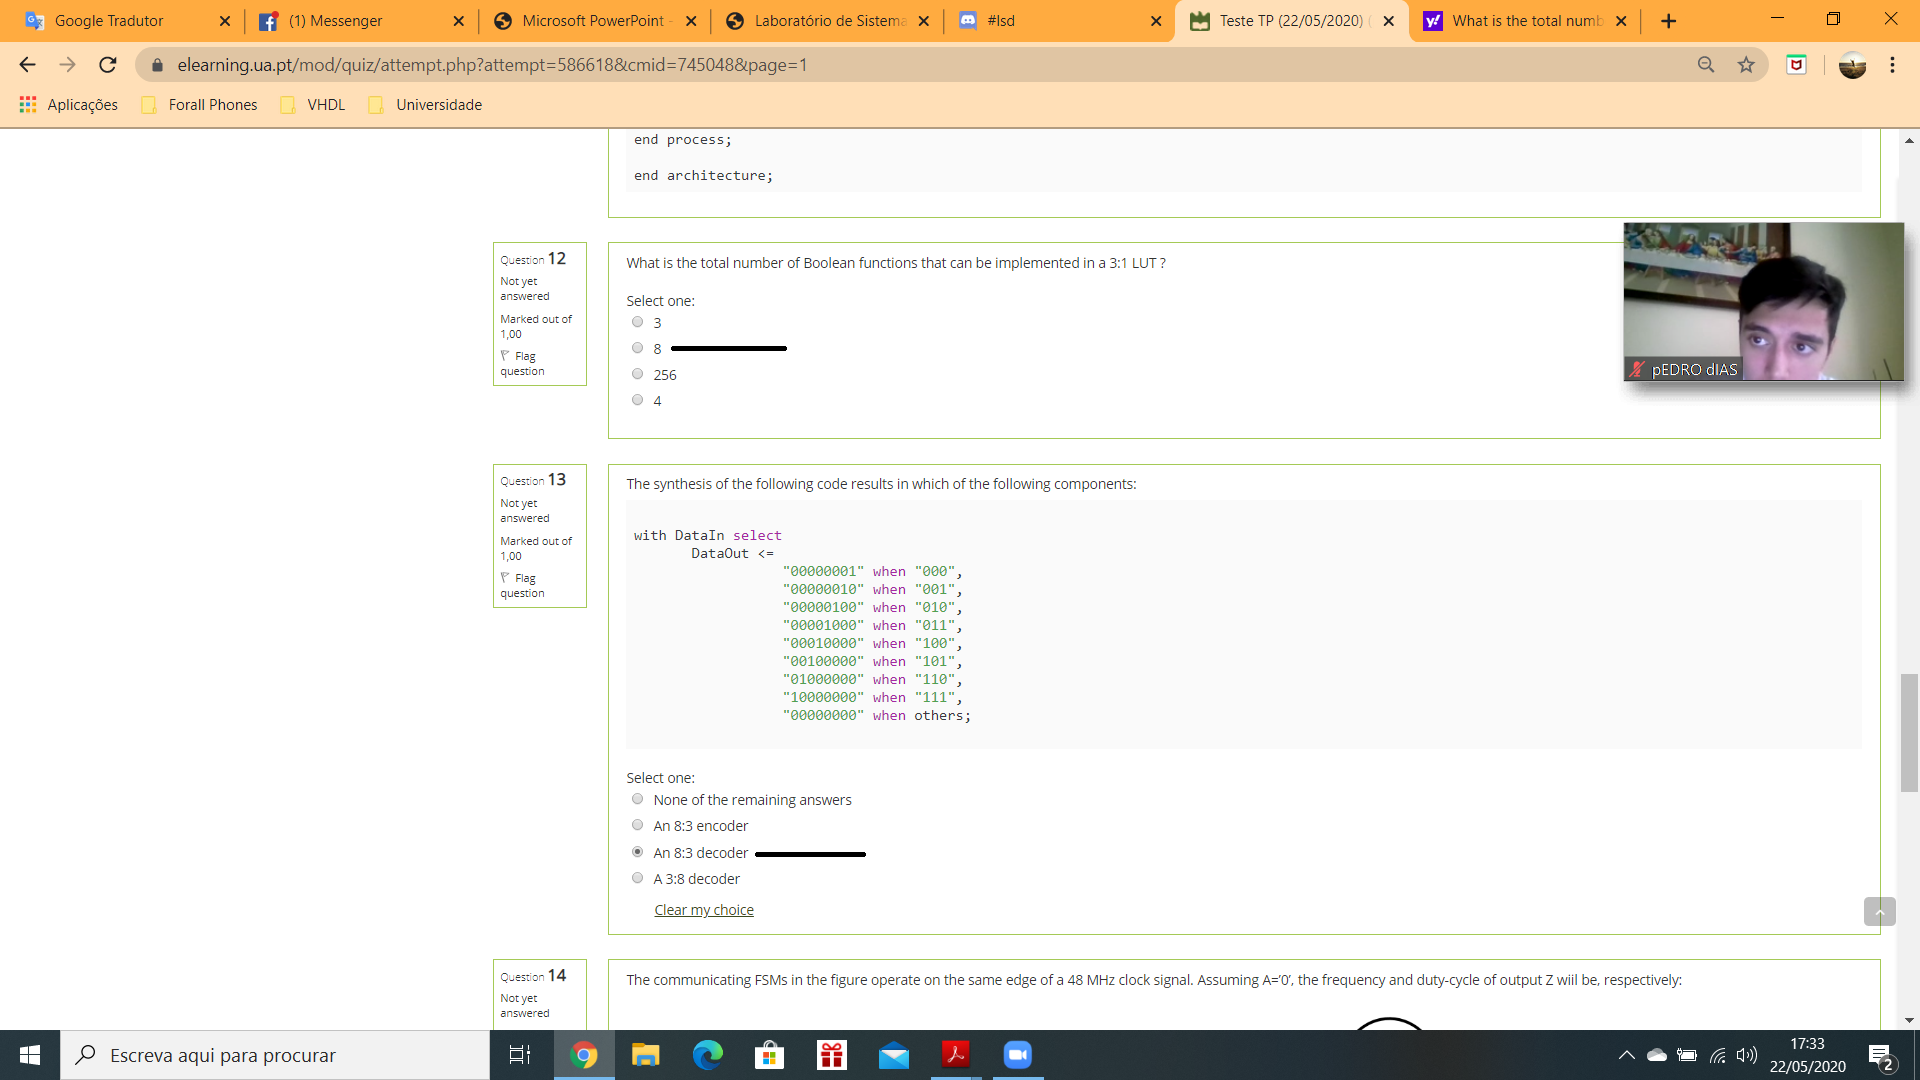 Google Tradutor
(1) Messenger
Microsoft PowerPoint -
Laboratório de Sistema
#lsd
Teste TP (22/05/2020)
What is the total numb
elearning.ua.pt/mod/quiz/attempt.php?attempt=586618&cmid=745048&page=1
Aplicações
Forall Phones
VHDL
Universidade
end process;
end architecture;
Question 12
Not yet
answered
Marked out of
1,00
Flag
question
What is the total number of Boolean functions that can be implemented in a 3:1 LUT ?
Select one:
3
8
256
4
pEDRO dIAS
Question 13
Not yet
answered
Marked out of
1,00
Flag
question
The synthesis of the following code results in which of the following components:
with DataIn select
DataOut <=
"00000001" when "000",
"00000010" when "001",
"00000100" when "010",
"00001000" when "011",
"00010000" when "100",
"00100000" when "101",
"01000000" when "110",
"10000000" when "111",
"00000000" when others;
Select one:
None of the remaining answers
An 8:3 encoder
An 8:3 decoder
A 3:8 decoder
Clear my choice
Question 14
Not yet
answered
The communicating FSMs in the figure operate on the same edge of a 48 MHz clock signal. Assuming A='0', the frequency and duty-cycle of output Z wiil be, respectively:
Escreva aqui para procurar
17:33
22/05/2020
2